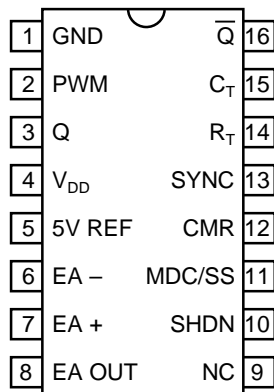 1 GND Q̅ 16
2 PWM C_T 15
3 Q R_T 14
4 V_DD SYNC 13
5 5V REF CMR 12
6 EA – MDC/SS 11
7 EA + SHDN 10
8 EA OUT NC 9